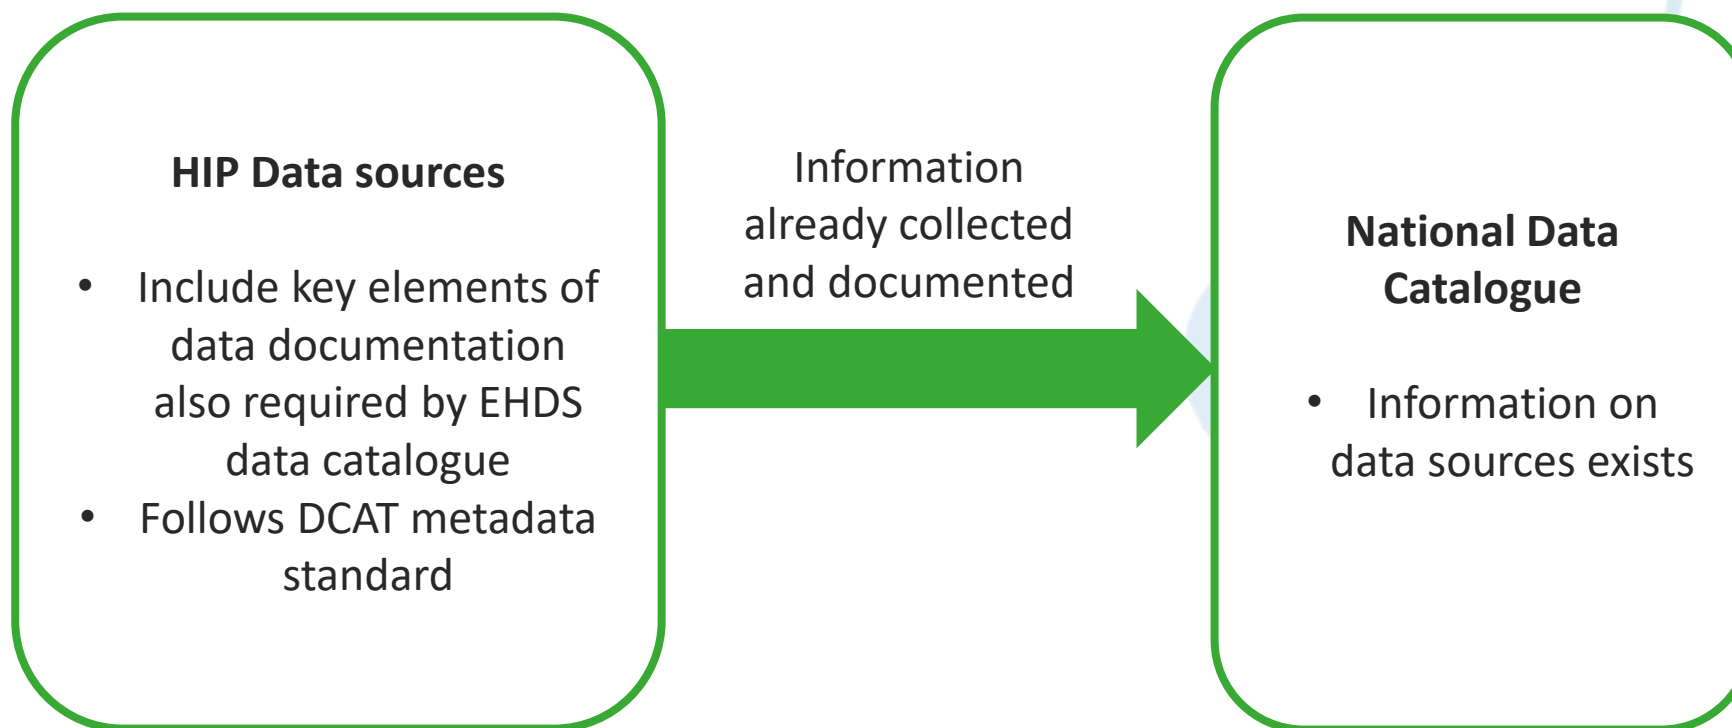 HIP Data sources
• Include key elements of
data documentation
also required by EHDS
data catalogue
• Follows DCAT metadata
standard
Information
already collected
and documented
National Data
Catalogue
• Information on
data sources exists